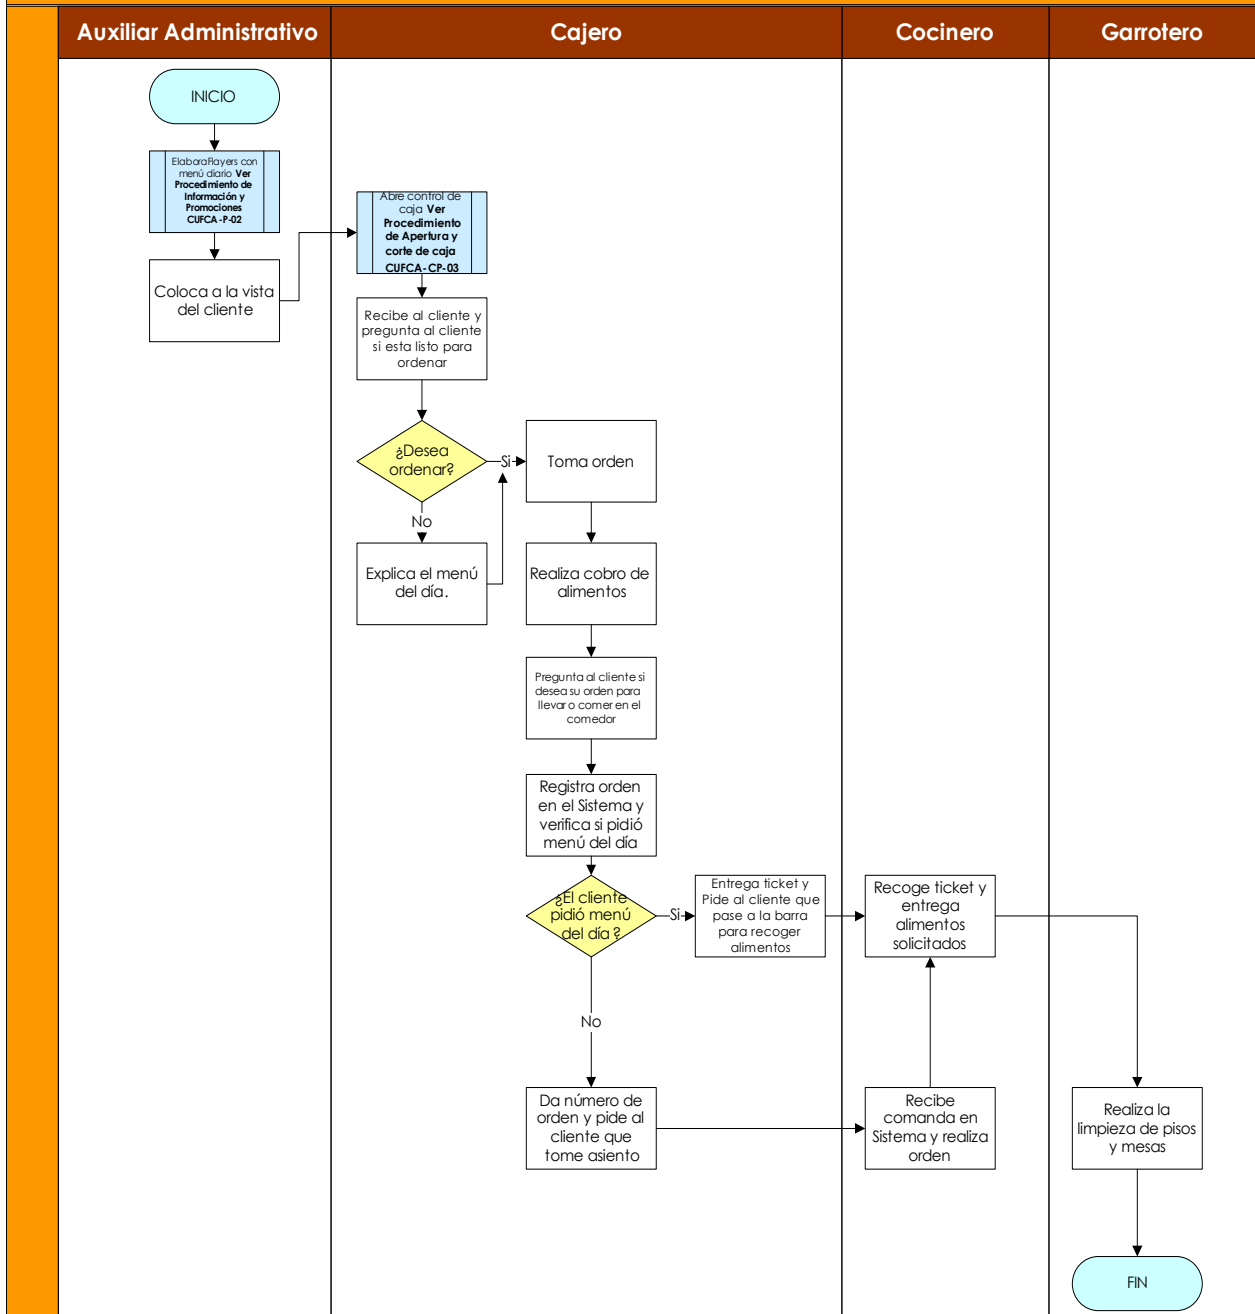 Auxiliar Administrativo
Cajero
Cocinero
Garrotero
INICIO
ElaboraFlayers con
menú diario Ver
Procedimiento de
Información y
Promociones
CUFCA-P-02
Coloca a la vista
del cliente
Abre control de
caja Ver
Procedimiento
de Apertura y
corte de caja
CUFCA-CP-03
Recibe al cliente y
pregunta al cliente
si esta listo para
ordenar
¿Desea
ordenar?
Si
Toma orden
No
Explica el menú
del día.
Realiza cobro de
alimentos
Pregunta al cliente si
desea su orden para
llevar o comer en el
comedor
Registra orden
en el Sistema y
verifica si pidió
menú del día
¿El cliente
pidió menú
del día ?
Si
Entrega ticket y
Pide al cliente que
pase a la barra
para recoger
alimentos
Recoge ticket y
entrega
alimentos
solicitados
No
Da número de
orden y pide al
cliente que
tome asiento
Recibe
comanda en
Sistema y realiza
orden
Realiza la
limpieza de pisos
y mesas
FIN